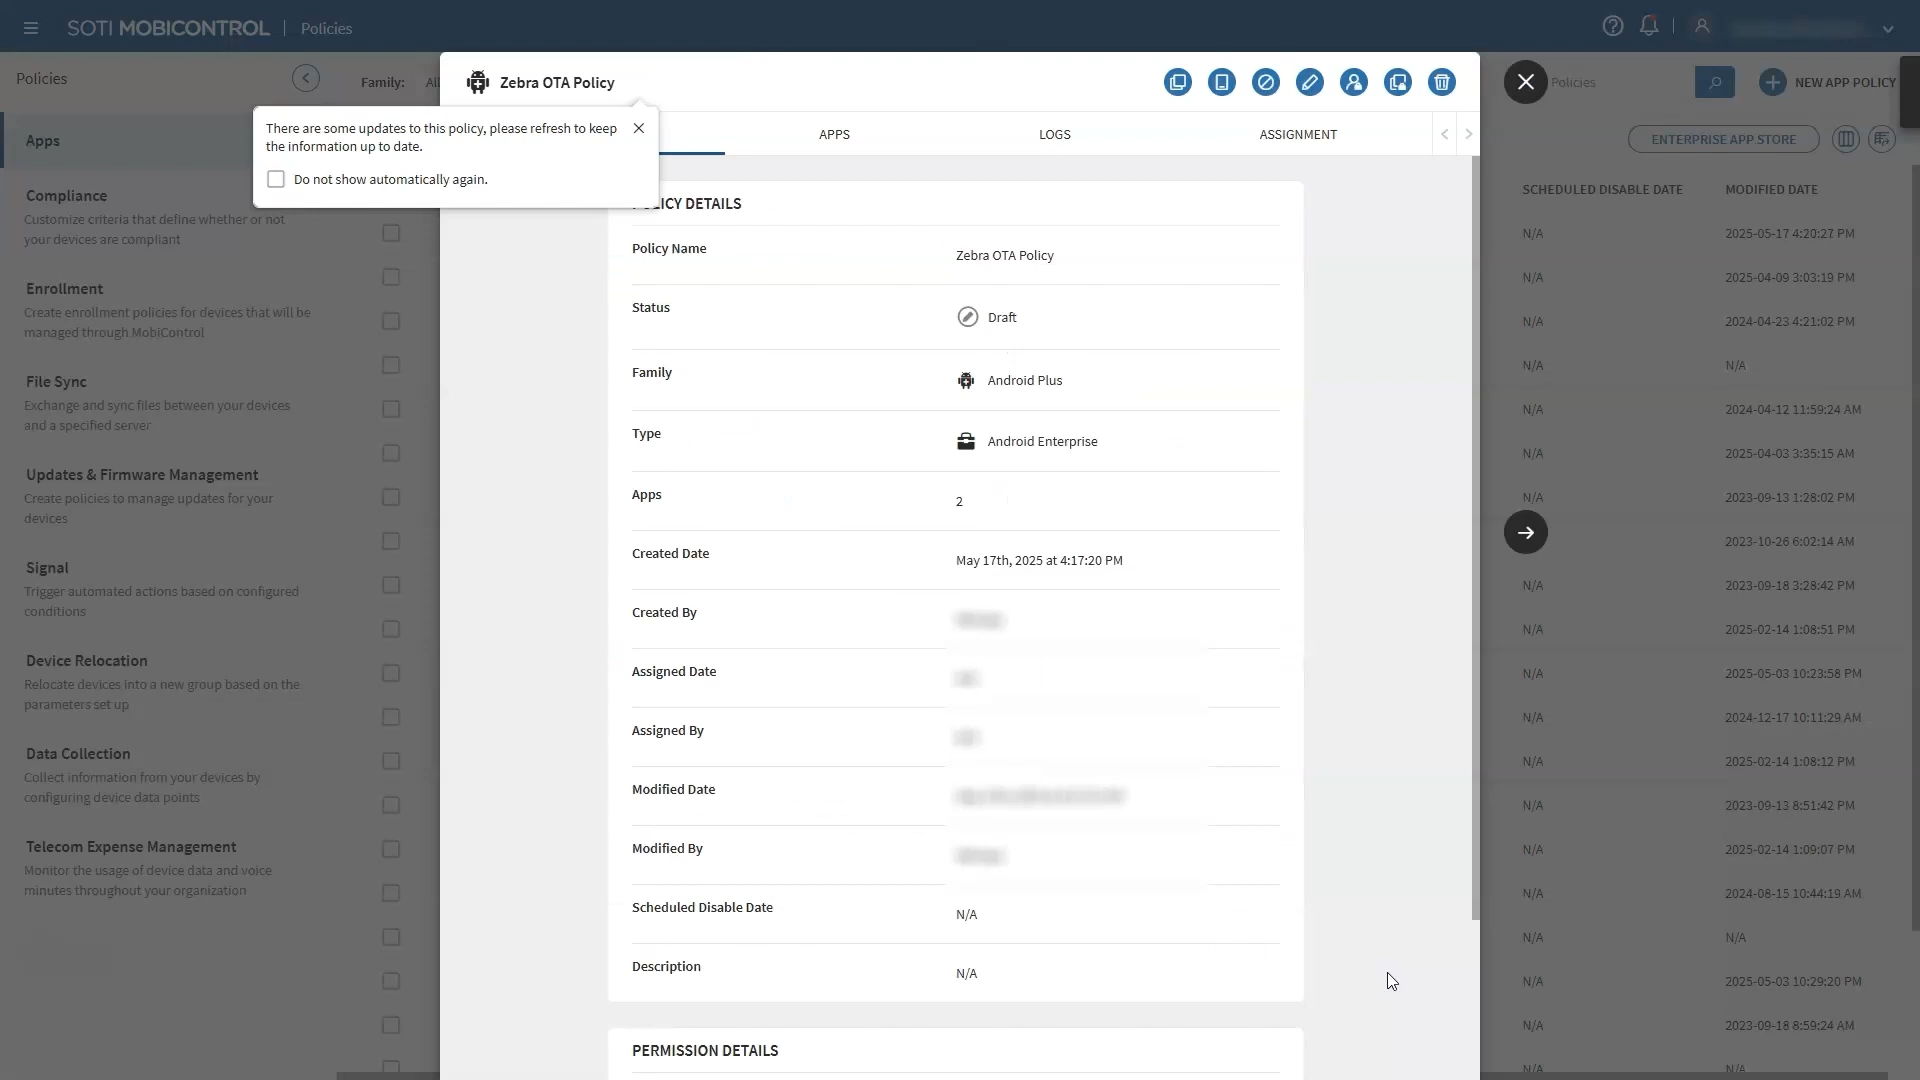 SOTI MOBICONTROL | Policies
Policies
Family: All
Zebra OTA Policy
Policies
NEW APP POLICY
There are some updates to this policy, please refresh to keep
the information up to date.
Do not show automatically again.
APPS
LOGS
ASSIGNMENT
ENTERPRISE APP STORE
Apps
Compliance
Customize criteria that define whether or not
your devices are compliant
Enrollment
Create enrollment policies for devices that will be
managed through MobiControl
File Sync
Exchange and sync files between your devices
and a specified server
Updates & Firmware Management
Create policies to manage updates for your
devices
Signal
Trigger automated actions based on configured
conditions
Device Relocation
Relocate devices into a new group based on the
parameters set up
Data Collection
Collect information from your devices by
configuring device data points
Telecom Expense Management
Monitor the usage of device data and voice
minutes throughout your organization
POLICY DETAILS
Policy Name
Zebra OTA Policy
Status
Draft
Family
Android Plus
Type
Android Enterprise
Apps
2
Created Date
May 17th, 2025 at 4:17:20 PM
Created By
Assigned Date
Assigned By
Modified Date
Modified By
Scheduled Disable Date
N/A
Description
N/A
PERMISSION DETAILS
SCHEDULED DISABLE DATE MODIFIED DATE
N/A 2025-05-17 4:20:27 PM
N/A 2025-04-09 3:03:19 PM
N/A 2024-04-23 4:21:02 PM
N/A N/A
N/A 2024-04-12 11:59:24 AM
N/A 2025-04-03 3:35:15 AM
N/A 2023-09-13 1:28:02 PM
2023-10-26 6:02:14 AM
N/A 2023-09-18 3:28:42 PM
N/A 2025-02-14 1:08:51 PM
N/A 2025-05-03 10:23:58 PM
N/A 2024-12-17 10:11:29 AM
N/A 2025-02-14 1:08:12 PM
N/A 2023-09-13 8:51:42 PM
N/A 2025-02-14 1:09:07 PM
N/A 2024-08-15 10:44:19 AM
N/A N/A
N/A 2025-05-03 10:29:20 PM
N/A 2023-09-18 8:59:24 AM
N/A N/A